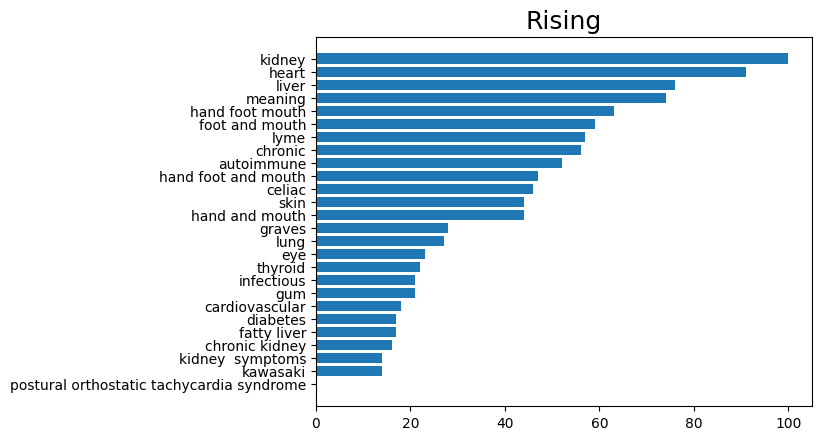 Rising
kidney
heart
liver
meaning
hand foot mouth
foot and mouth
lyme
chronic
autoimmune
hand foot and mouth
celiac
skin
hand and mouth
graves
lung
eye
thyroid
infectious
gum
cardiovascular
diabetes
fatty liver
chronic kidney
kidney  symptoms
kawasaki
postural orthostatic tachycardia syndrome
0 20 40 60 80 100